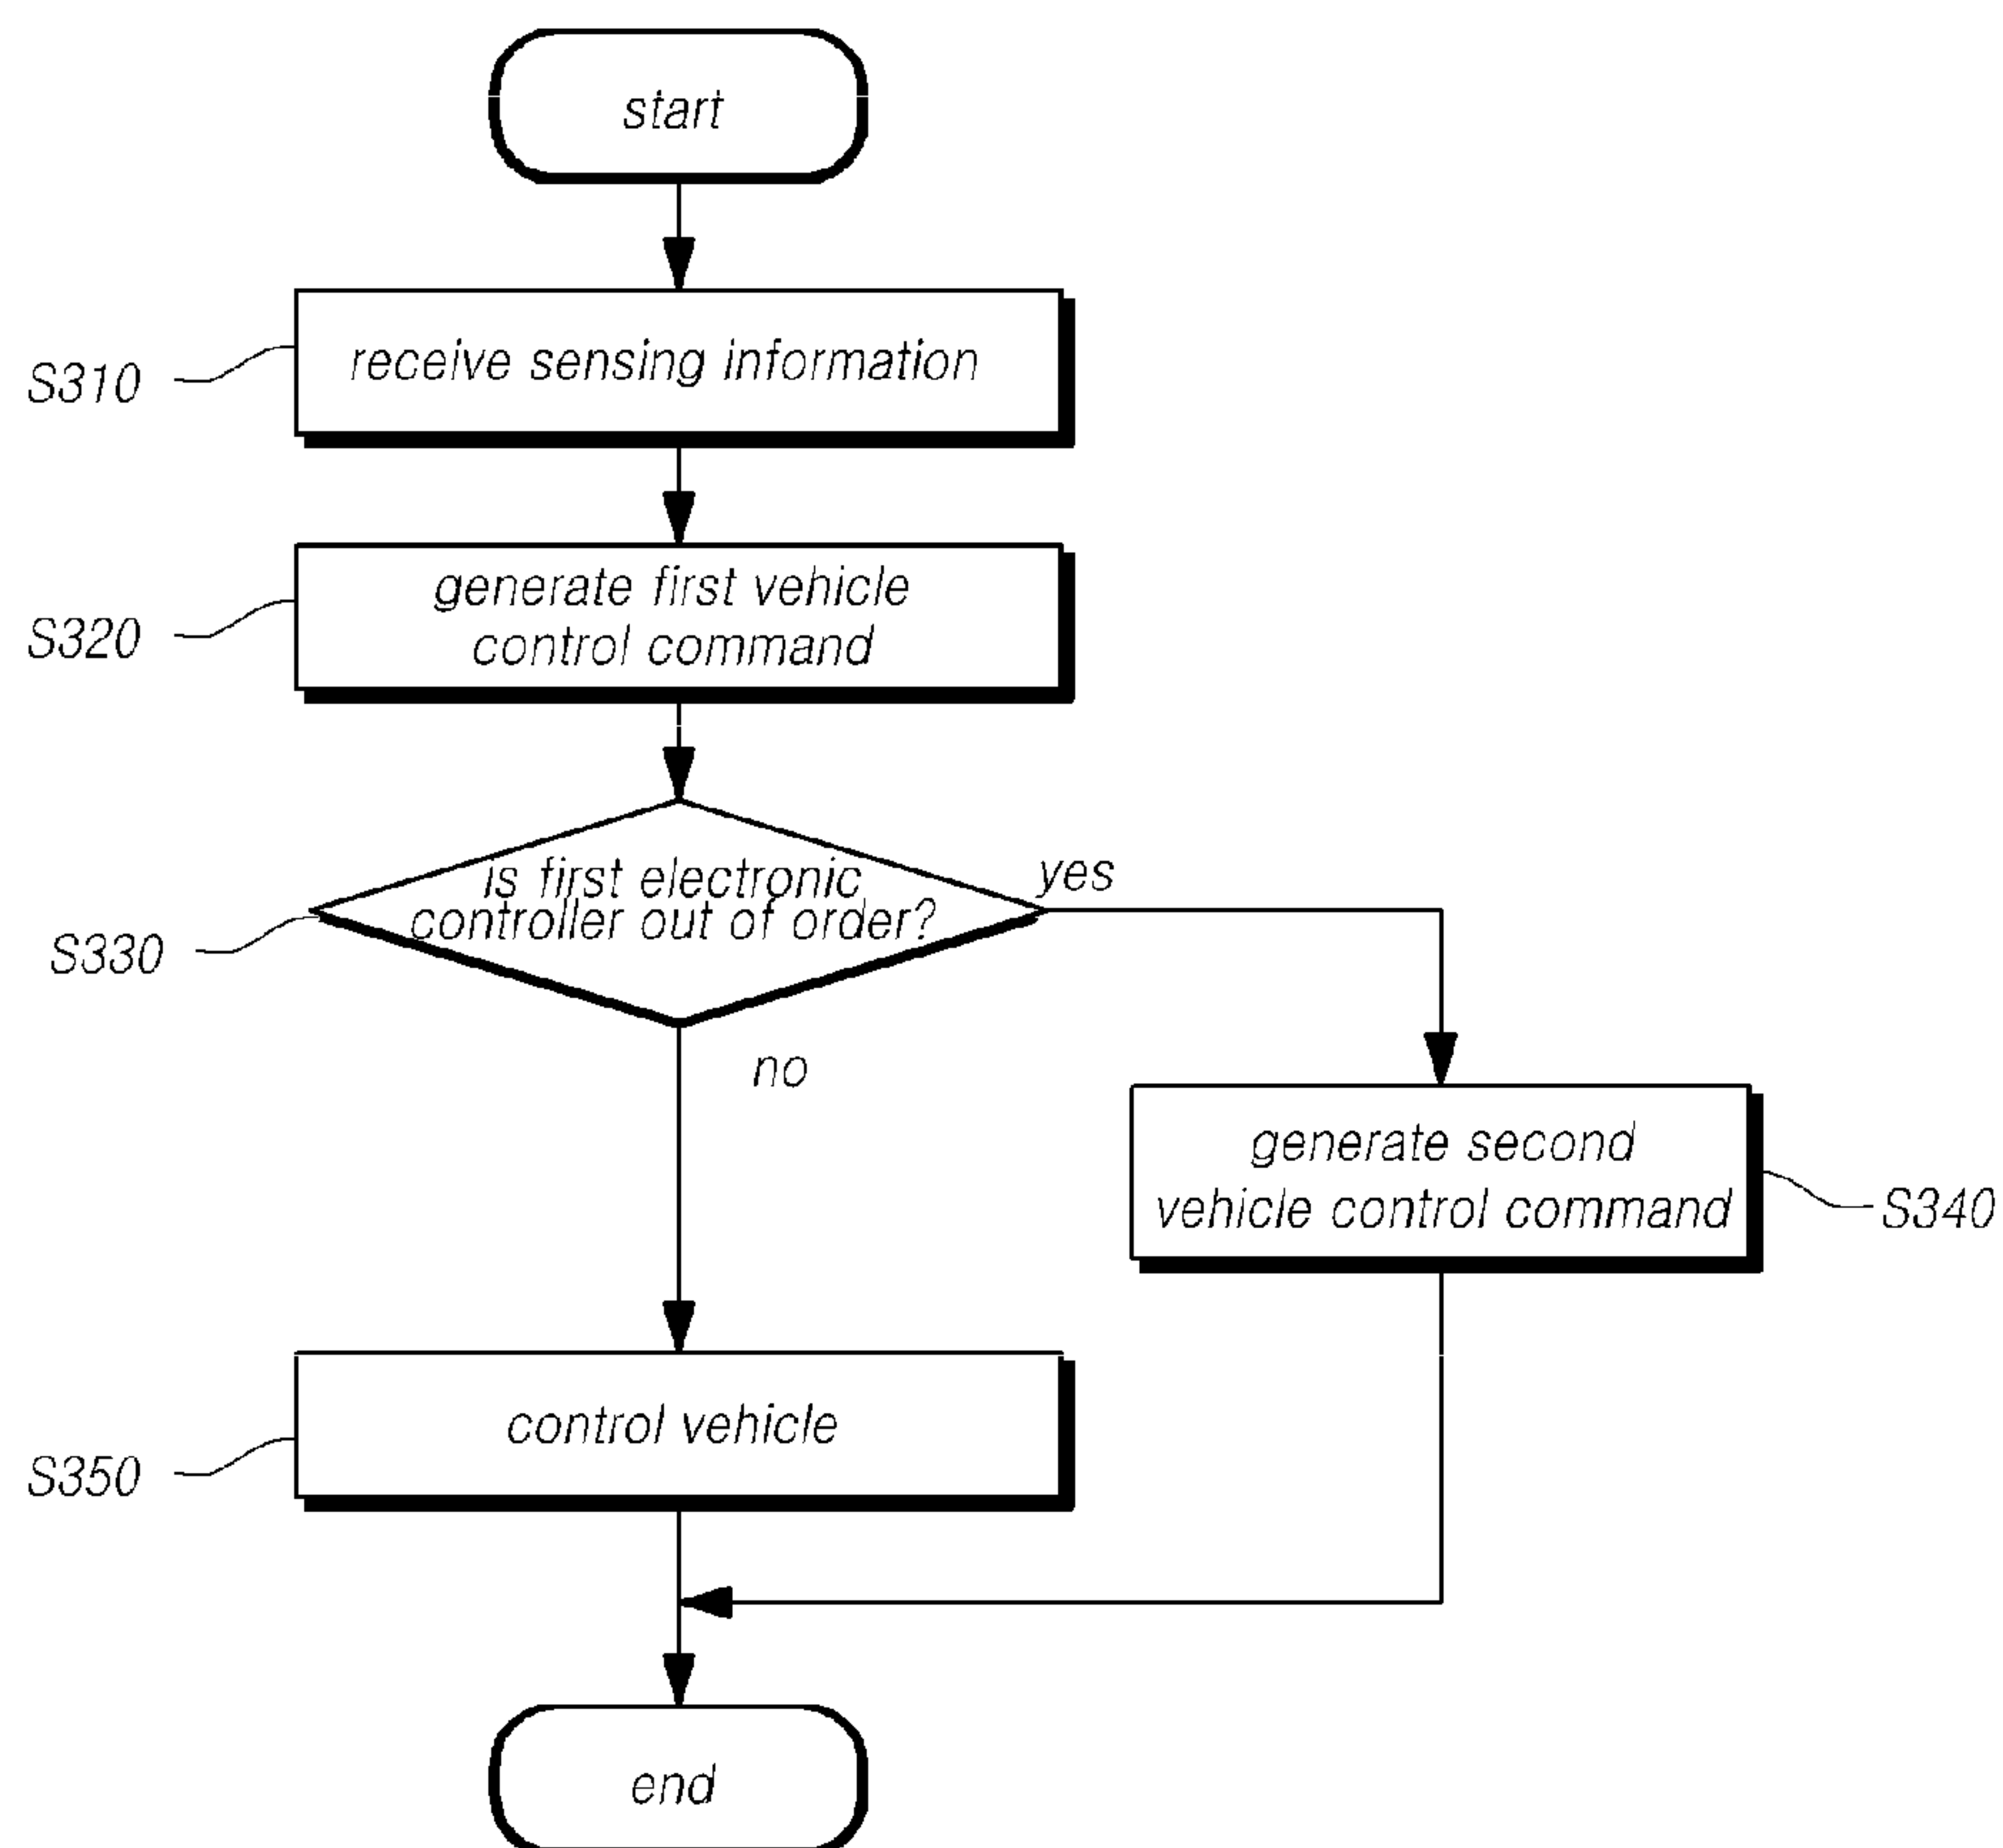 start
receive sensing information
S310
generate first vehicle
control command
S320
is first electronic
controller out of order?
yes
S330
no
generate second
vehicle control command
S340
control vehicle
S350
end